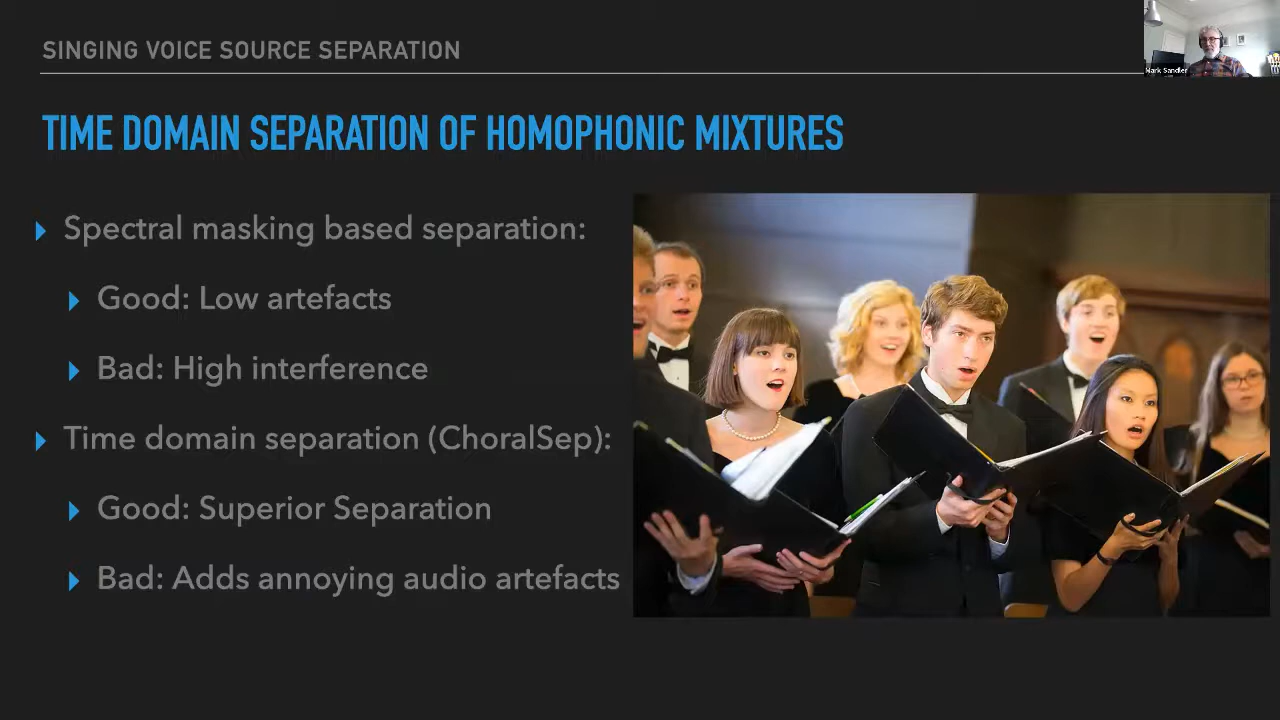 SINGING VOICE SOURCE SEPARATION
Mark Sandler
TIME DOMAIN SEPARATION OF HOMOPHONIC MIXTURES
Spectral masking based separation:
Good: Low artefacts
Bad: High interference
Time domain separation (ChoralSep):
Good: Superior Separation
Bad: Adds annoying audio artefacts